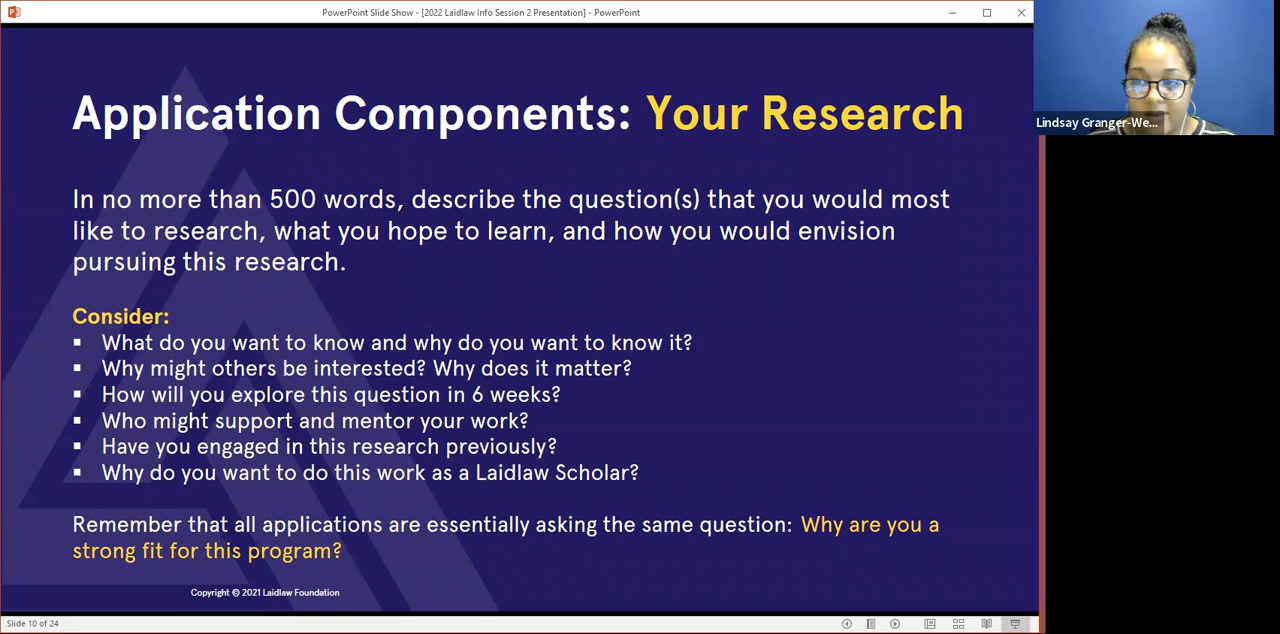 PowerPoint Slide Show - [2022 Laidlaw Info Session 2 Presentation] - PowerPoint
Application Components: Your Research
In no more than 500 words, describe the question(s) that you would most
like to research, what you hope to learn, and how you would envision
pursuing this research.
Consider:
▪ What do you want to know and why do you want to know it?
▪ Why might others be interested? Why does it matter?
▪ How will you explore this question in 6 weeks?
▪ Who might support and mentor your work?
▪ Have you engaged in this research previously?
▪ Why do you want to do this work as a Laidlaw Scholar?
Remember that all applications are essentially asking the same question: Why are you a
strong fit for this program?
Copyright © 2021 Laidlaw Foundation
Slide 10 of 24
Lindsay Granger-We...